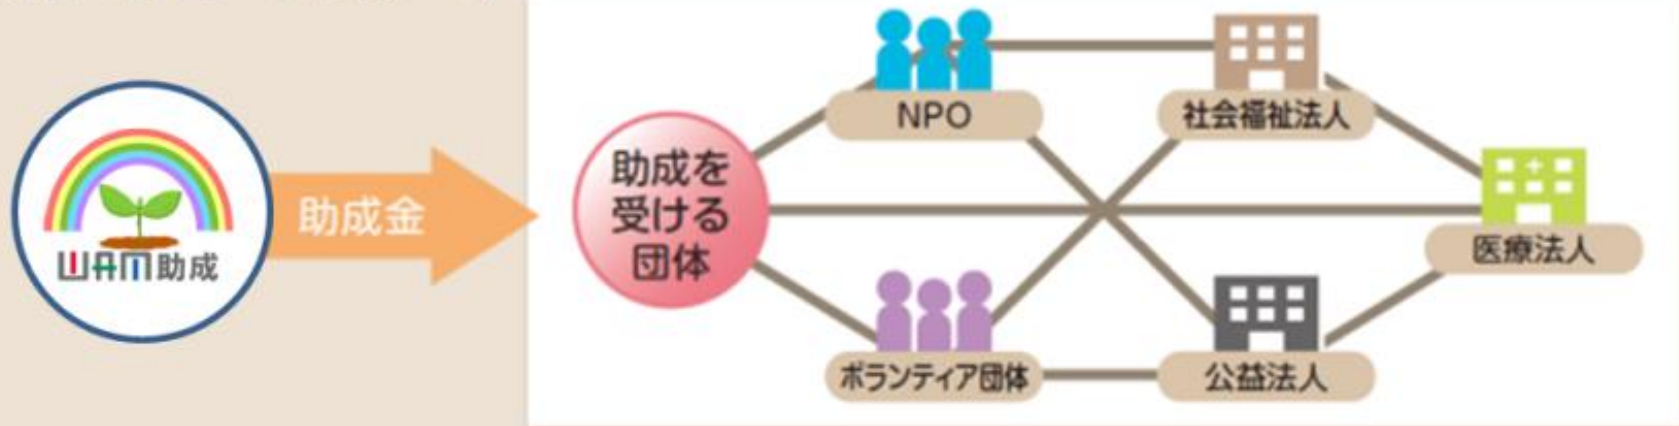 WAM助成
助成金
助成を
受ける
団体
NPO
社会福祉法人
医療法人
ボランティア団体
公益法人